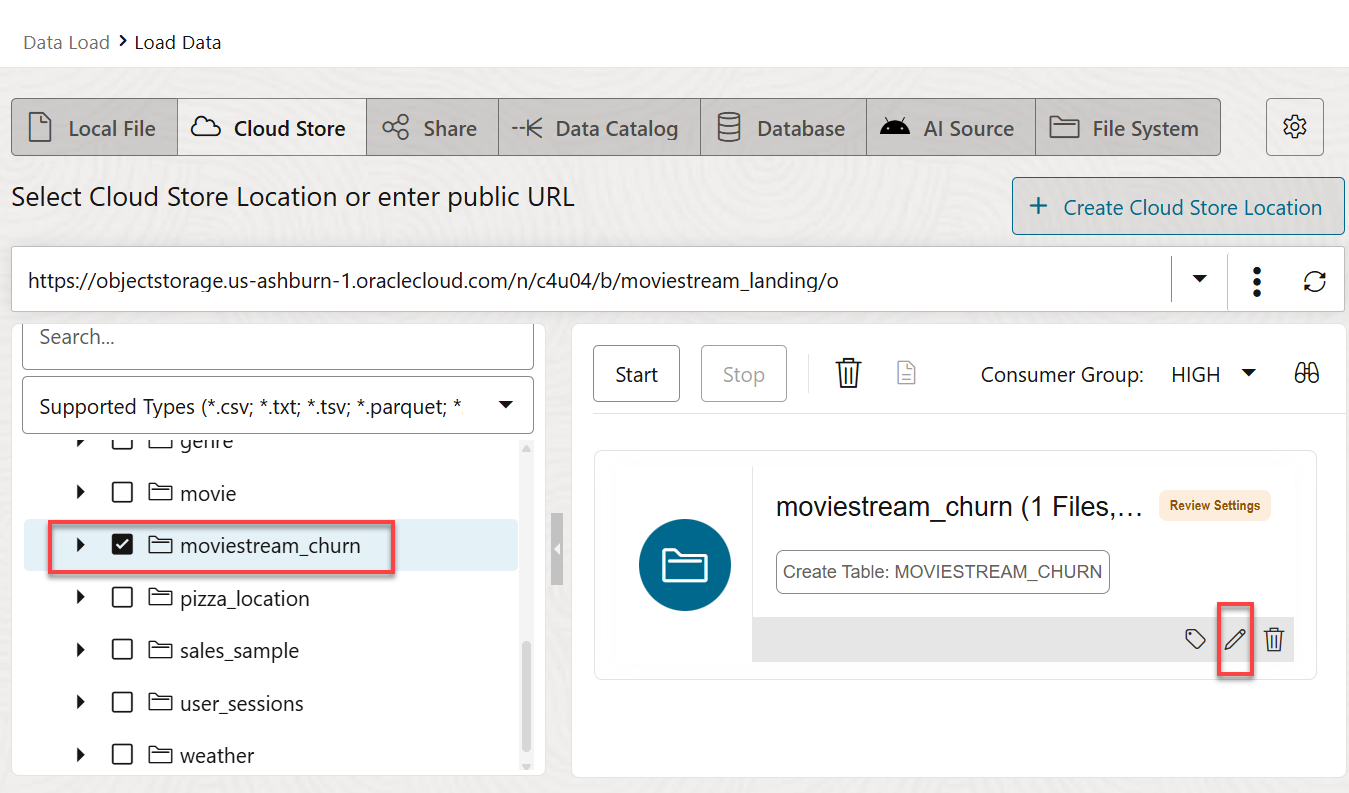 Data Load > Load Data
Local File
Cloud Store
Share
Data Catalog
Database
AI Source
File System
Select Cloud Store Location or enter public URL
+ Create Cloud Store Location
https://objectstorage.us-ashburn-1.oraclecloud.com/n/c4u04/b/moviestream_landing/o
Search...
Supported Types (*.csv; *.txt; *.tsv; *.parquet; *.
genre
movie
moviestream_churn
pizza_location
sales_sample
user_sessions
weather
Start
Stop
Consumer Group: HIGH
moviestream_churn (1 Files,...
Review Settings
Create Table: MOVIESTREAM_CHURN